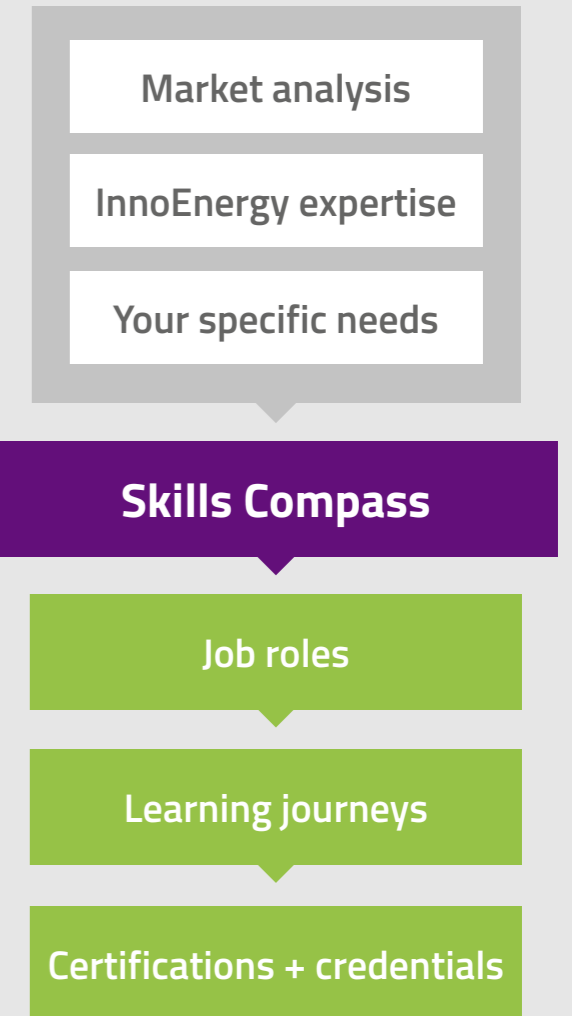 Market analysis
InnoEnergy expertise
Your specific needs
Skills Compass
Job roles
Learning journeys
Certifications + credentials